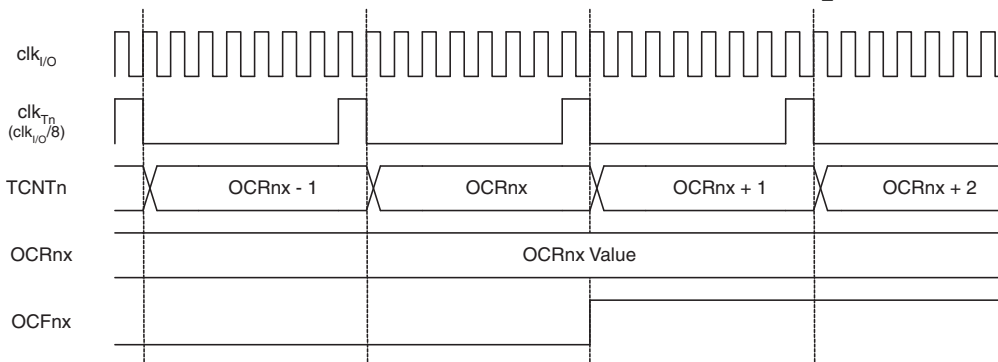 clkI/O
clkTn
(clkI/O/8)
TCNTn
OCRnx - 1
OCRnx
OCRnx + 1
OCRnx + 2
OCRnx
OCRnx Value
OCFnx